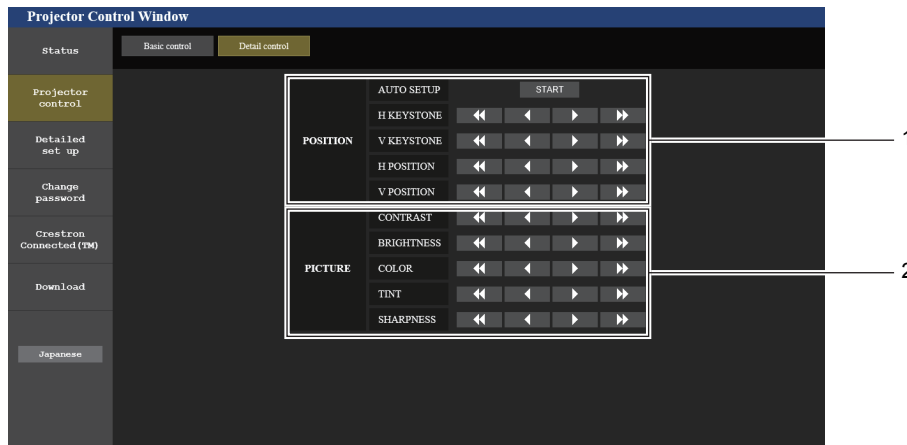 Projector Control Window
Status
Basic control
Detail control
Projector
control
Detailed
set up
Change
password
Crestron
Connected(TM)
Download
Japanese
POSITION
AUTO SETUP
START
H KEYSTONE
V KEYSTONE
H POSITION
V POSITION
1
PICTURE
CONTRAST
BRIGHTNESS
COLOR
TINT
SHARPNESS
2